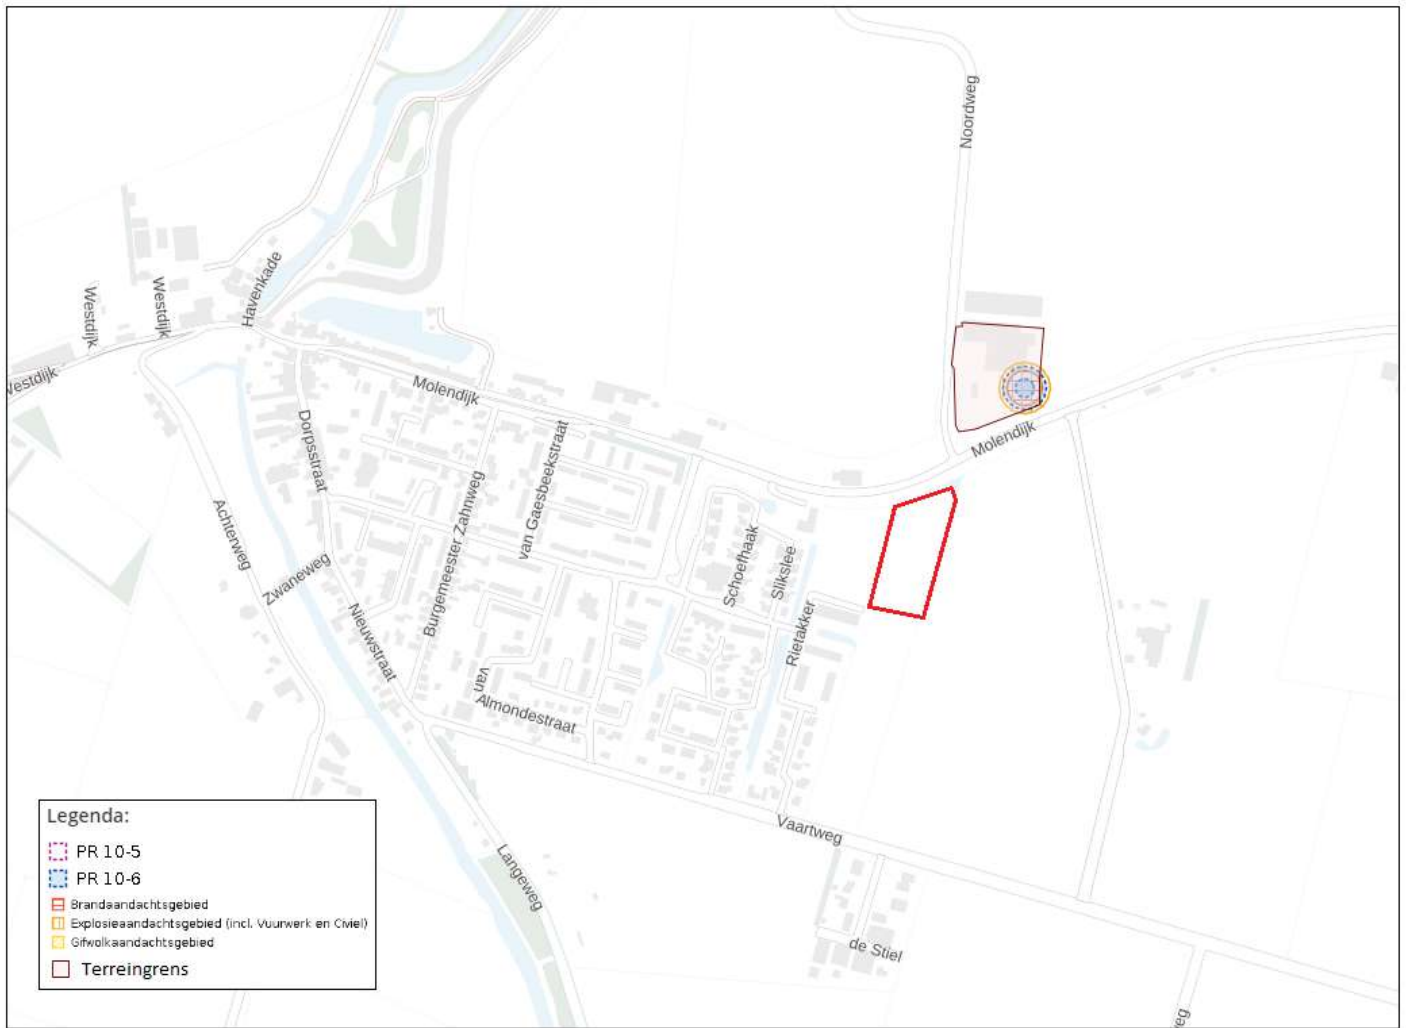 Noordweg
Havenkade
Westdijk
Westdijk
Westdijk
Molendijk
Molendijk
Dorpsstraat
van Gaesbeekstraat
Burgemeester Zahnweg
Achterweg
Zwaneweg
Nieuwstraat
Schoefhaak
Slikslee
Rietakker
van
Almondestraat
Vaartweg
Langeweg
de Stiel
eg
Legenda:
PR 10-5
PR 10-6
Brandaandachtsgebied
Explosieaandachtsgebied (incl. Vuurwerk en Civiel)
Gifwolkaandachtsgebied
Terreingrens